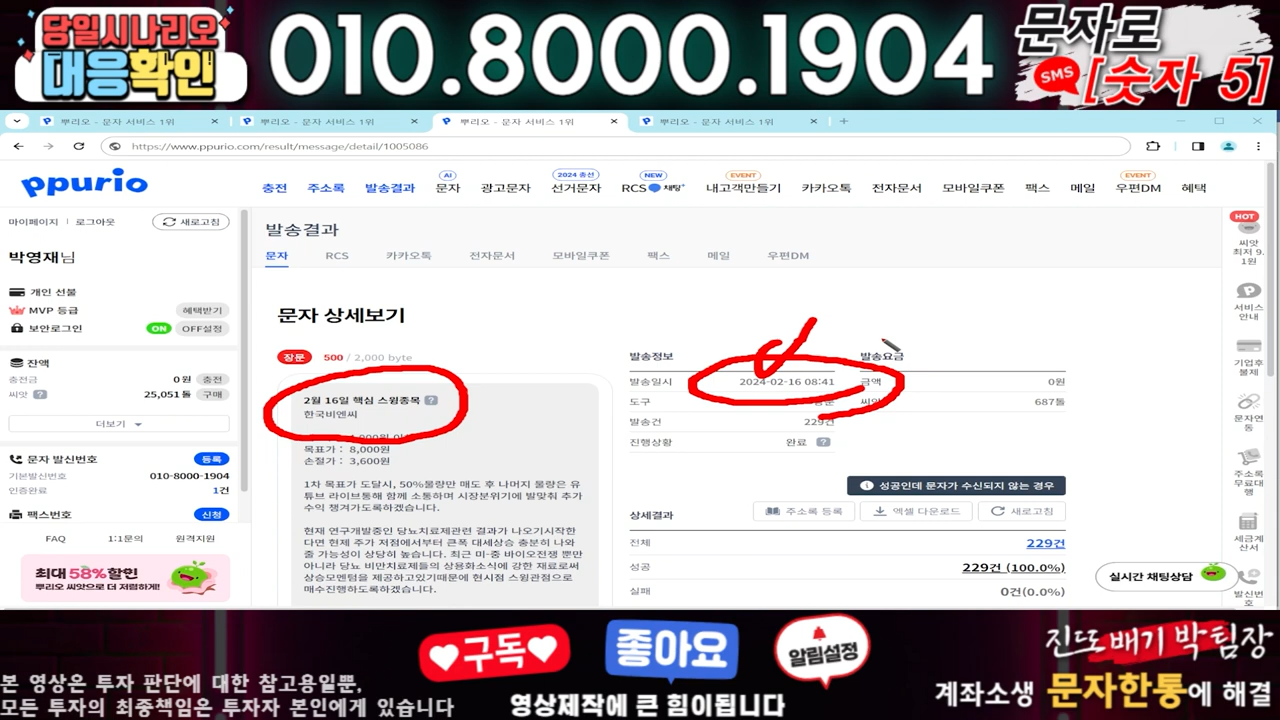 당일시나리오
대응확인
010.8000.1904
문자로
SMS
[숫자 5]
뿌리오 - 문자 서비스 1위
뿌리오 - 문자 서비스 1위
뿌리오 - 문자 서비스 1위
뿌리오 - 문자 서비스 1위
https://www.ppurio.com/result/message/detail/1005086
ppurio
충전
주소록
발송결과
AI
문자
광고문자
2024 총선
선거문자
NEW
RCS 채팅+
EVENT
내고객만들기
카카오톡
전자문서
모바일쿠폰
팩스
메일
EVENT
우편DM
혜택
마이페이지 | 로그아웃
새로고침
박영재님
개인 선불
MVP 등급
혜택받기
보안로그인
ON
OFF설정
잔액
충전금
0원
충전
씨앗 ?
25,051톨
구매
더보기
문자 발신번호
등록
기본발신번호
010-8000-1904
인증완료
1건
팩스번호
신청
FAQ
1:1문의
원격지원
최대 58%할인
뿌리오 씨앗으로 더 저렴하게!
발송결과
문자
RCS
카카오톡
전자문서
모바일쿠폰
팩스
메일
우편DM
문자 상세보기
장문
500 / 2,000 byte
2월 16일 핵심 스윙종목 ?
한국비엔씨
목표가 : 8,000원
손절가 : 3,600원
1차 목표가 도달시, 50%물량만 매도 후 나머지 물량은 유
튜브 라이브통해 함께 소통하며 시장분위기에 발맞춰 추가
수익 챙겨가도록하겠습니다.
현재 연구개발중인 당뇨치료제관련 결과가 나오기시작한
다면 현제 주가 저점에서부터 큰폭 대세상승 충분히 나와
줄 가능성이 상당히 높습니다. 최근 미-중 바이오전쟁 뿐만
아니라 당뇨 비만치료제들의 상용화소식에 강한 재료로써
상승모멘텀을 제공하고있기때문에 현시점 스윙관점으로
매수진행하도록하겠습니다.
발송정보
발송일시
2024-02-16 08:41
도구
발송건
229건
진행상황
완료 ?
발송요금
금액
0원
687톨
성공인데 문자가 수신되지 않는 경우
상세결과
주소록 등록
엑셀 다운로드
새로고침
전체
229건
성공
229건 (100.0%)
실패
0건(0.0%)
HOT
씨앗
최저 9.
1원
서비스
안내
기업후
불제
문자연
동
주소록
무료대
행
세금계
산서
발신번
호
실시간 채팅상담
구독
좋아요
알림설정
영상제작에 큰 힘이됩니다
본 영상은 투자 판단에 대한 참고용일뿐,
모든 투자의 최종책임은 투자자 본인에게 있습니다
진또배기 박팀장
계좌소생 문자한통에 해결